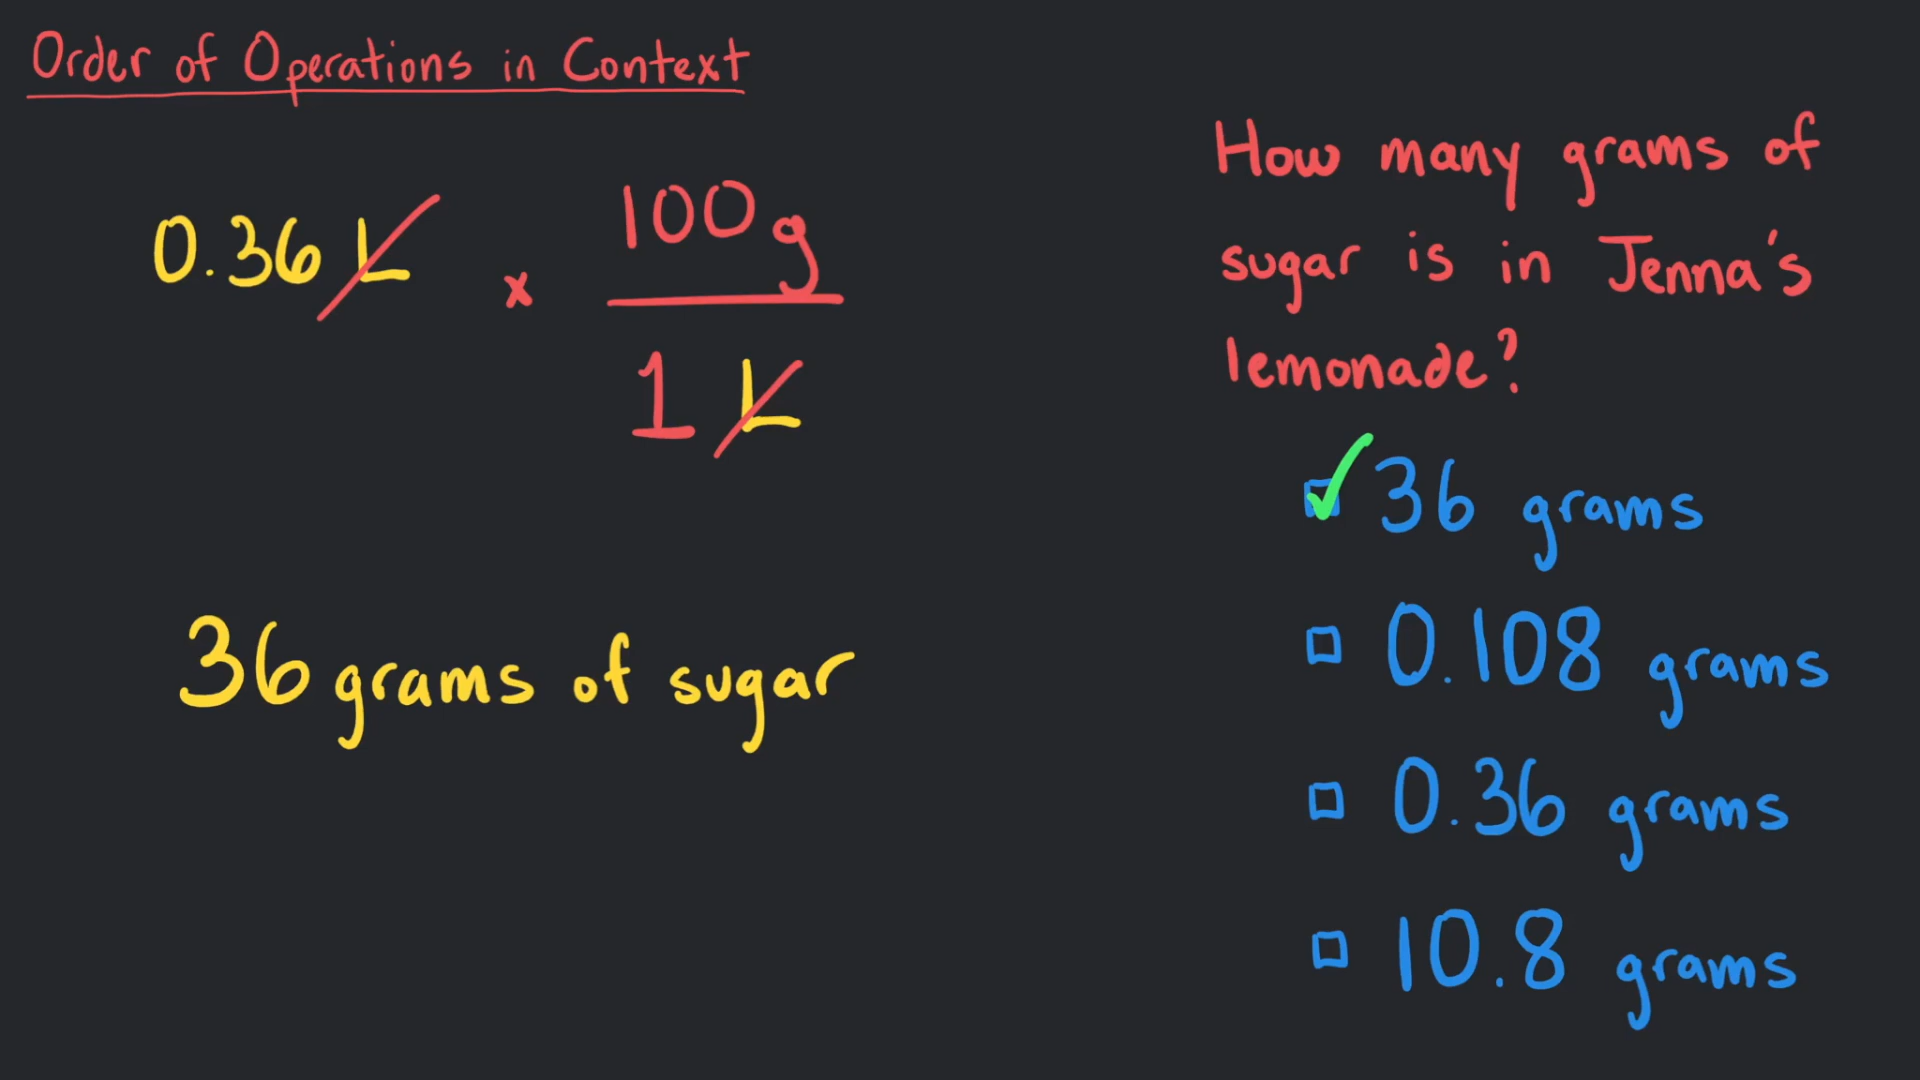 Order of Operations in Context
0.36 L x 100g
1 L
36 grams of sugar
How many grams of
sugar is in Jenna's
lemonade?
36 grams
0.108 grams
0.36 grams
10.8 grams